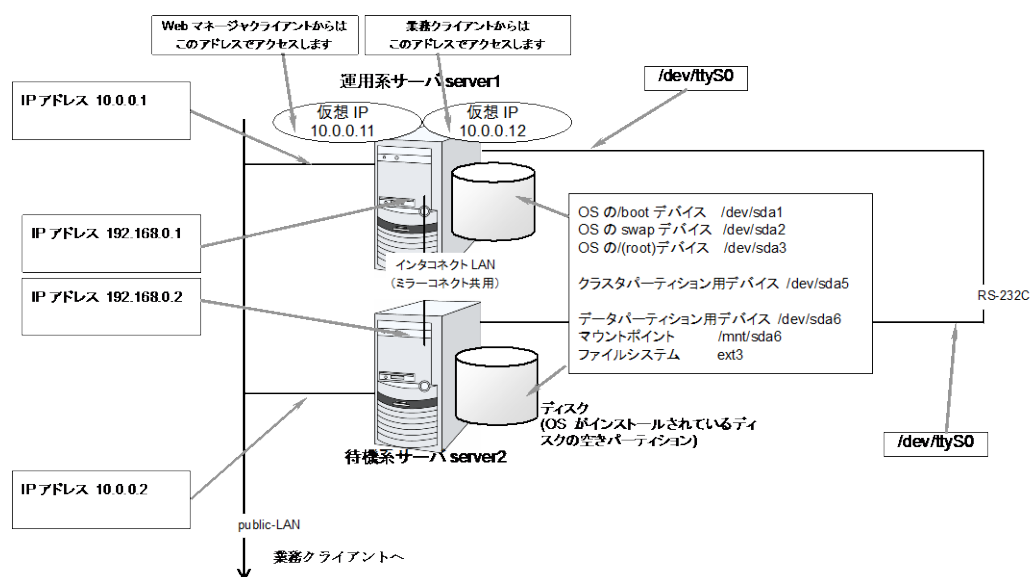 Web マネージャクライアントからは
このアドレスでアクセスします
業務クライアントからは
このアドレスでアクセスします
運用系サーバ server1
/dev/ttyS0
IP アドレス 10.0.0.1
仮想 IP
10.0.0.11
仮想 IP
10.0.0.12
IP アドレス 192.168.0.1
OS の/boot デバイス /dev/sda1
OS の swap デバイス /dev/sda2
OS の/(root)デバイス /dev/sda3
クラスタパーティション用デバイス /dev/sda5
データパーティション用デバイス /dev/sda6
マウントポイント /mnt/sda6
ファイルシステム ext3
インタコネクト LAN
(ミラーコネクト共用)
RS-232C
IP アドレス 192.168.0.2
ディスク
(OS がインストールされているディ
スクの空きパーティション)
/dev/ttyS0
待機系サーバ server2
IP アドレス 10.0.0.2
public-LAN
業務クライアントへ